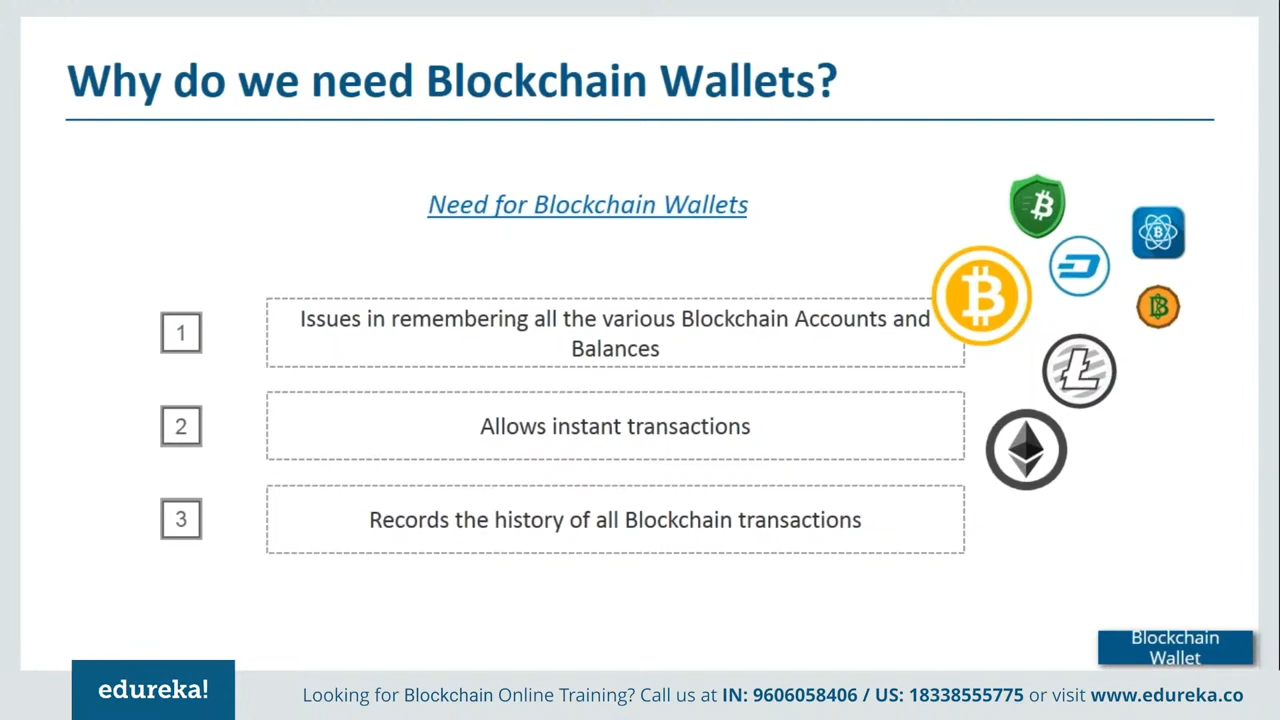 Why do we need Blockchain Wallets?
Need for Blockchain Wallets
1
Issues in remembering all the various Blockchain Accounts and
Balances
2
Allows instant transactions
3
Records the history of all Blockchain transactions
Blockchain
Wallet
edureka!
Looking for Blockchain Online Training? Call us at IN: 9606058406 / US: 18338555775 or visit www.edureka.co